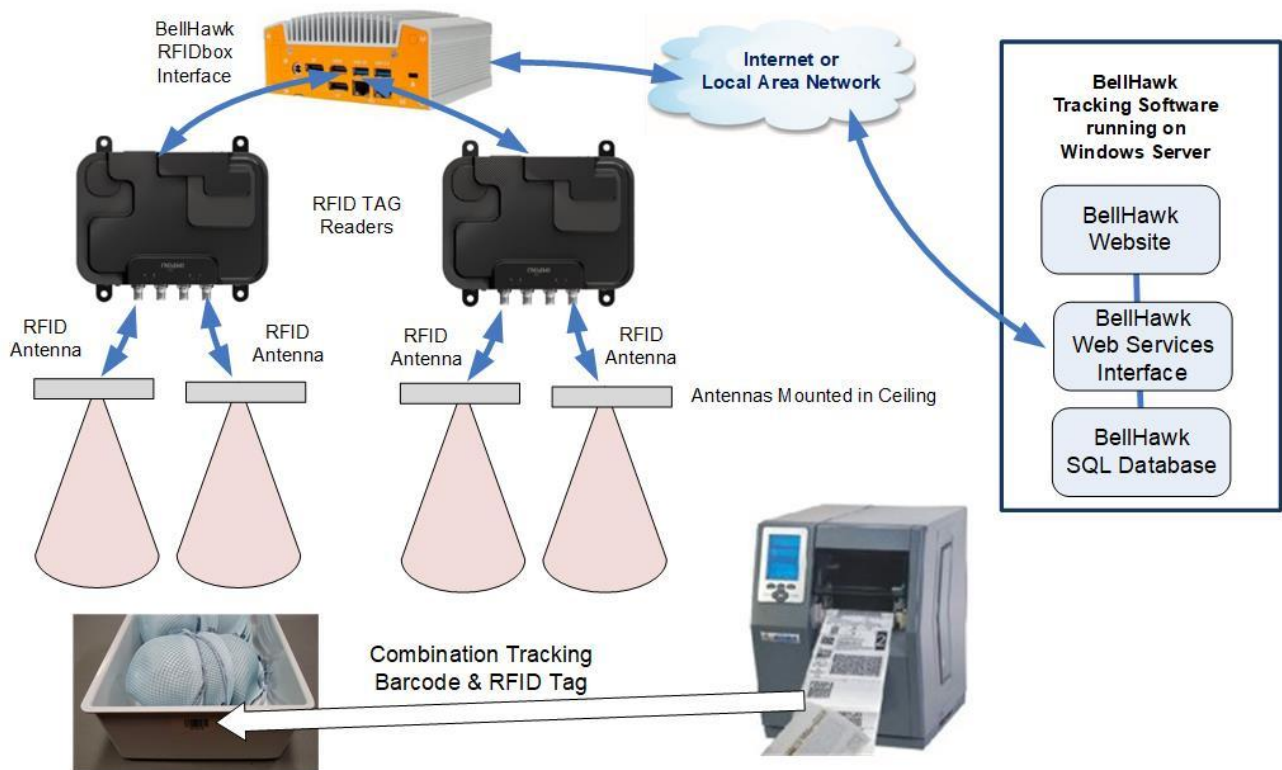 BellHawk
RFIDbox
Interface
Internet or
Local Area Network
BellHawk
Tracking Software
running on
Windows Server
BellHawk
Website
BellHawk
Web Services
Interface
BellHawk
SQL Database
RFID TAG
Readers
RFID
Antenna
RFID
Antenna
RFID
Antenna
RFID
Antenna
Antennas Mounted in Ceiling
Combination Tracking
Barcode & RFID Tag